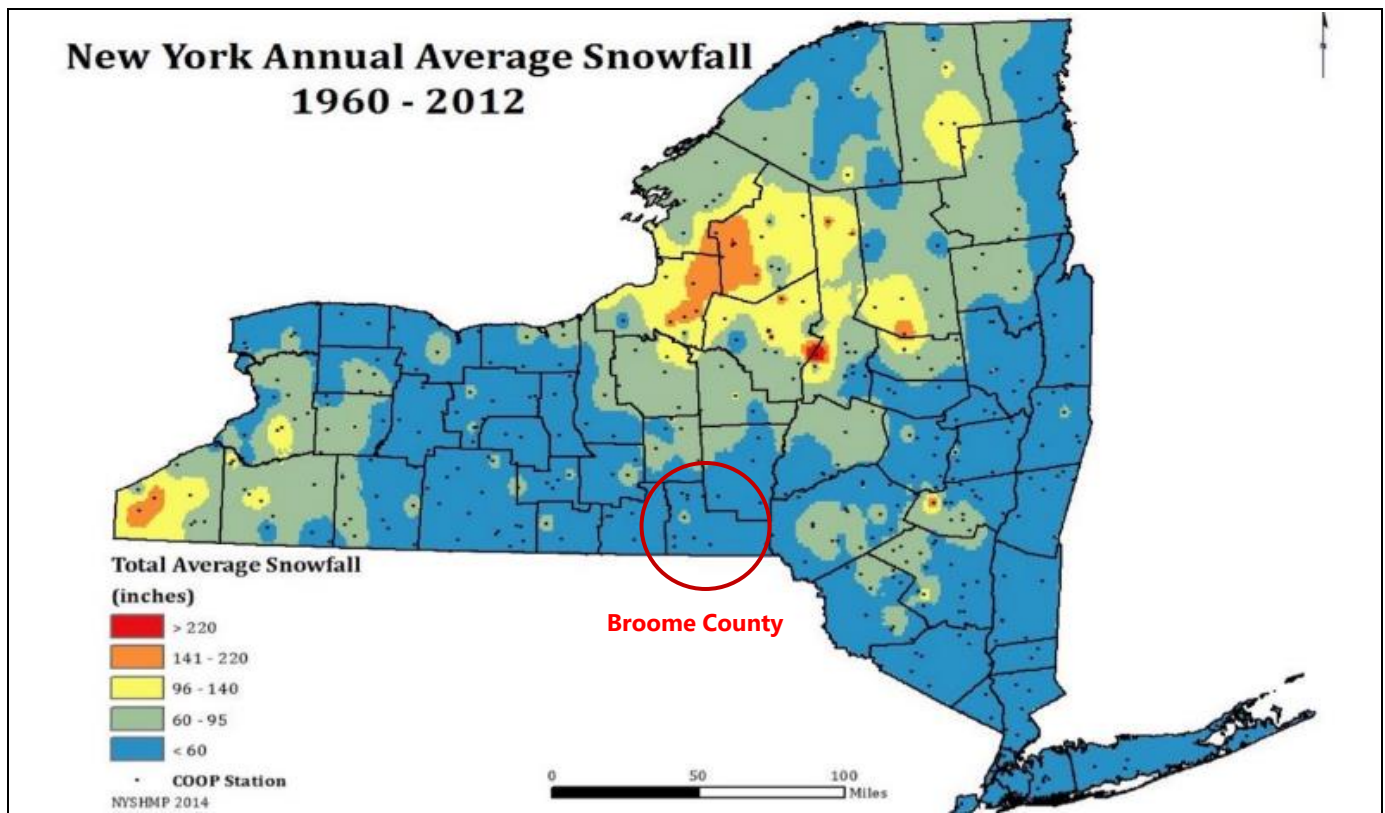 New York Annual Average Snowfall
1960 - 2012
Broome County
Total Average Snowfall
(inches)
> 220
141 - 220
96 - 140
60 - 95
< 60
COOP Station
NYSHMP 2014
0 50 100
Miles